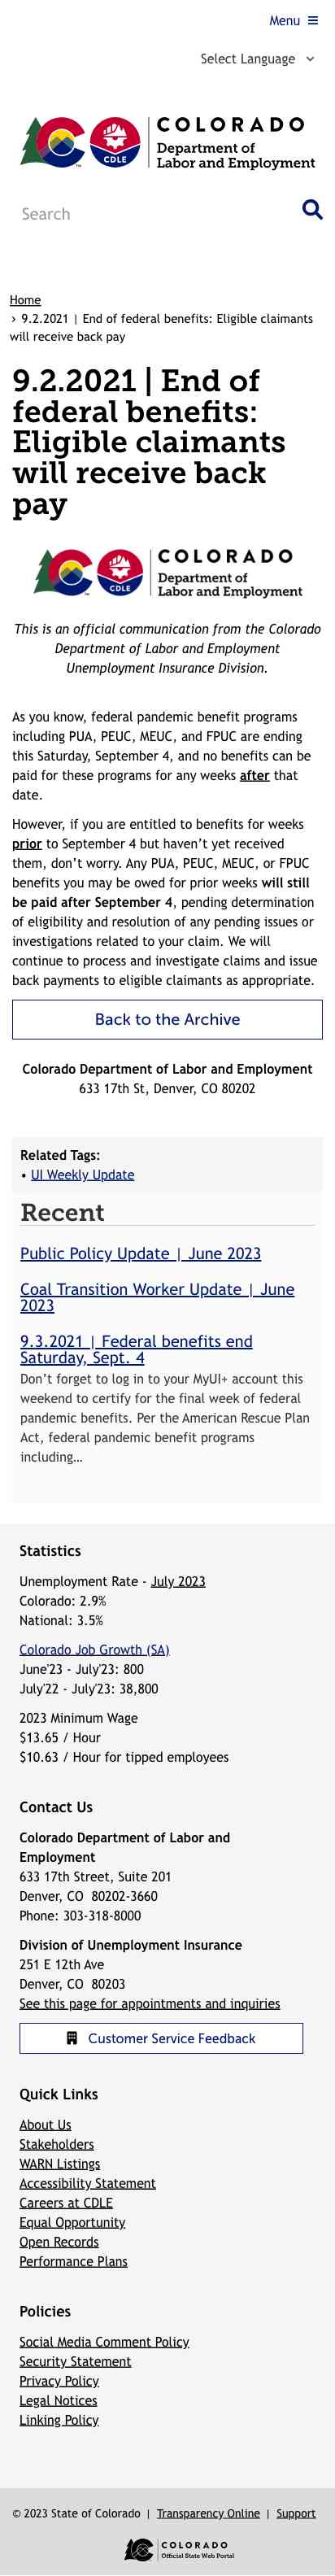 Menu
Select Language
CDLE
COLORADO
Department of
Labor and Employment
TM
Search
Home
› 9.2.2021 | End of federal benefits: Eligible claimants
will receive back pay
9.2.2021 | End of
federal benefits:
Eligible claimants
will receive back
pay
CDLE
COLORADO
Department of
Labor and Employment
TM
This is an official communication from the Colorado
Department of Labor and Employment
Unemployment Insurance Division.
As you know, federal pandemic benefit programs
including PUA, PEUC, MEUC, and FPUC are ending
this Saturday, September 4, and no benefits can be
paid for these programs for any weeks after that
date.
However, if you are entitled to benefits for weeks
prior to September 4 but haven’t yet received
them, don’t worry. Any PUA, PEUC, MEUC, or FPUC
benefits you may be owed for prior weeks will still
be paid after September 4, pending determination
of eligibility and resolution of any pending issues or
investigations related to your claim. We will
continue to process and investigate claims and issue
back payments to eligible claimants as appropriate.
Back to the Archive
Colorado Department of Labor and Employment
633 17th St, Denver, CO 80202
Related Tags:
• UI Weekly Update
Recent
Public Policy Update | June 2023
Coal Transition Worker Update | June
2023
9.3.2021 | Federal benefits end
Saturday, Sept. 4
Don’t forget to log in to your MyUI+ account this
weekend to certify for the final week of federal
pandemic benefits. Per the American Rescue Plan
Act, federal pandemic benefit programs
including…
Statistics
Unemployment Rate - July 2023
Colorado: 2.9%
National: 3.5%
Colorado Job Growth (SA)
June'23 - July'23: 800
July'22 - July'23: 38,800
2023 Minimum Wage
$13.65 / Hour
$10.63 / Hour for tipped employees
Contact Us
Colorado Department of Labor and
Employment
633 17th Street, Suite 201
Denver, CO  80202-3660
Phone: 303-318-8000
Division of Unemployment Insurance
251 E 12th Ave
Denver, CO  80203
See this page for appointments and inquiries
Customer Service Feedback
Quick Links
About Us
Stakeholders
WARN Listings
Accessibility Statement
Careers at CDLE
Equal Opportunity
Open Records
Performance Plans
Policies
Social Media Comment Policy
Security Statement
Privacy Policy
Legal Notices
Linking Policy
© 2023 State of Colorado | Transparency Online | Support
COLORADO
Official State Web Portal